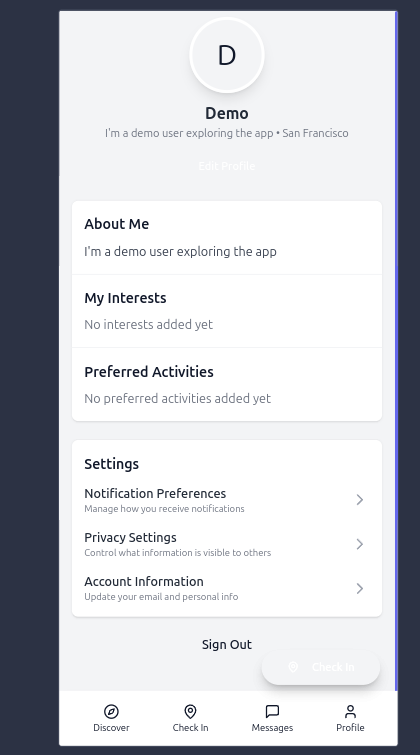 D
Demo
I'm a demo user exploring the app • San Francisco
Edit Profile
About Me
I'm a demo user exploring the app
My Interests
No interests added yet
Preferred Activities
No preferred activities added yet
Settings
Notification Preferences
Manage how you receive notifications
Privacy Settings
Control what information is visible to others
Account Information
Update your email and personal info
Sign Out
Check In
Discover
Check In
Messages
Profile